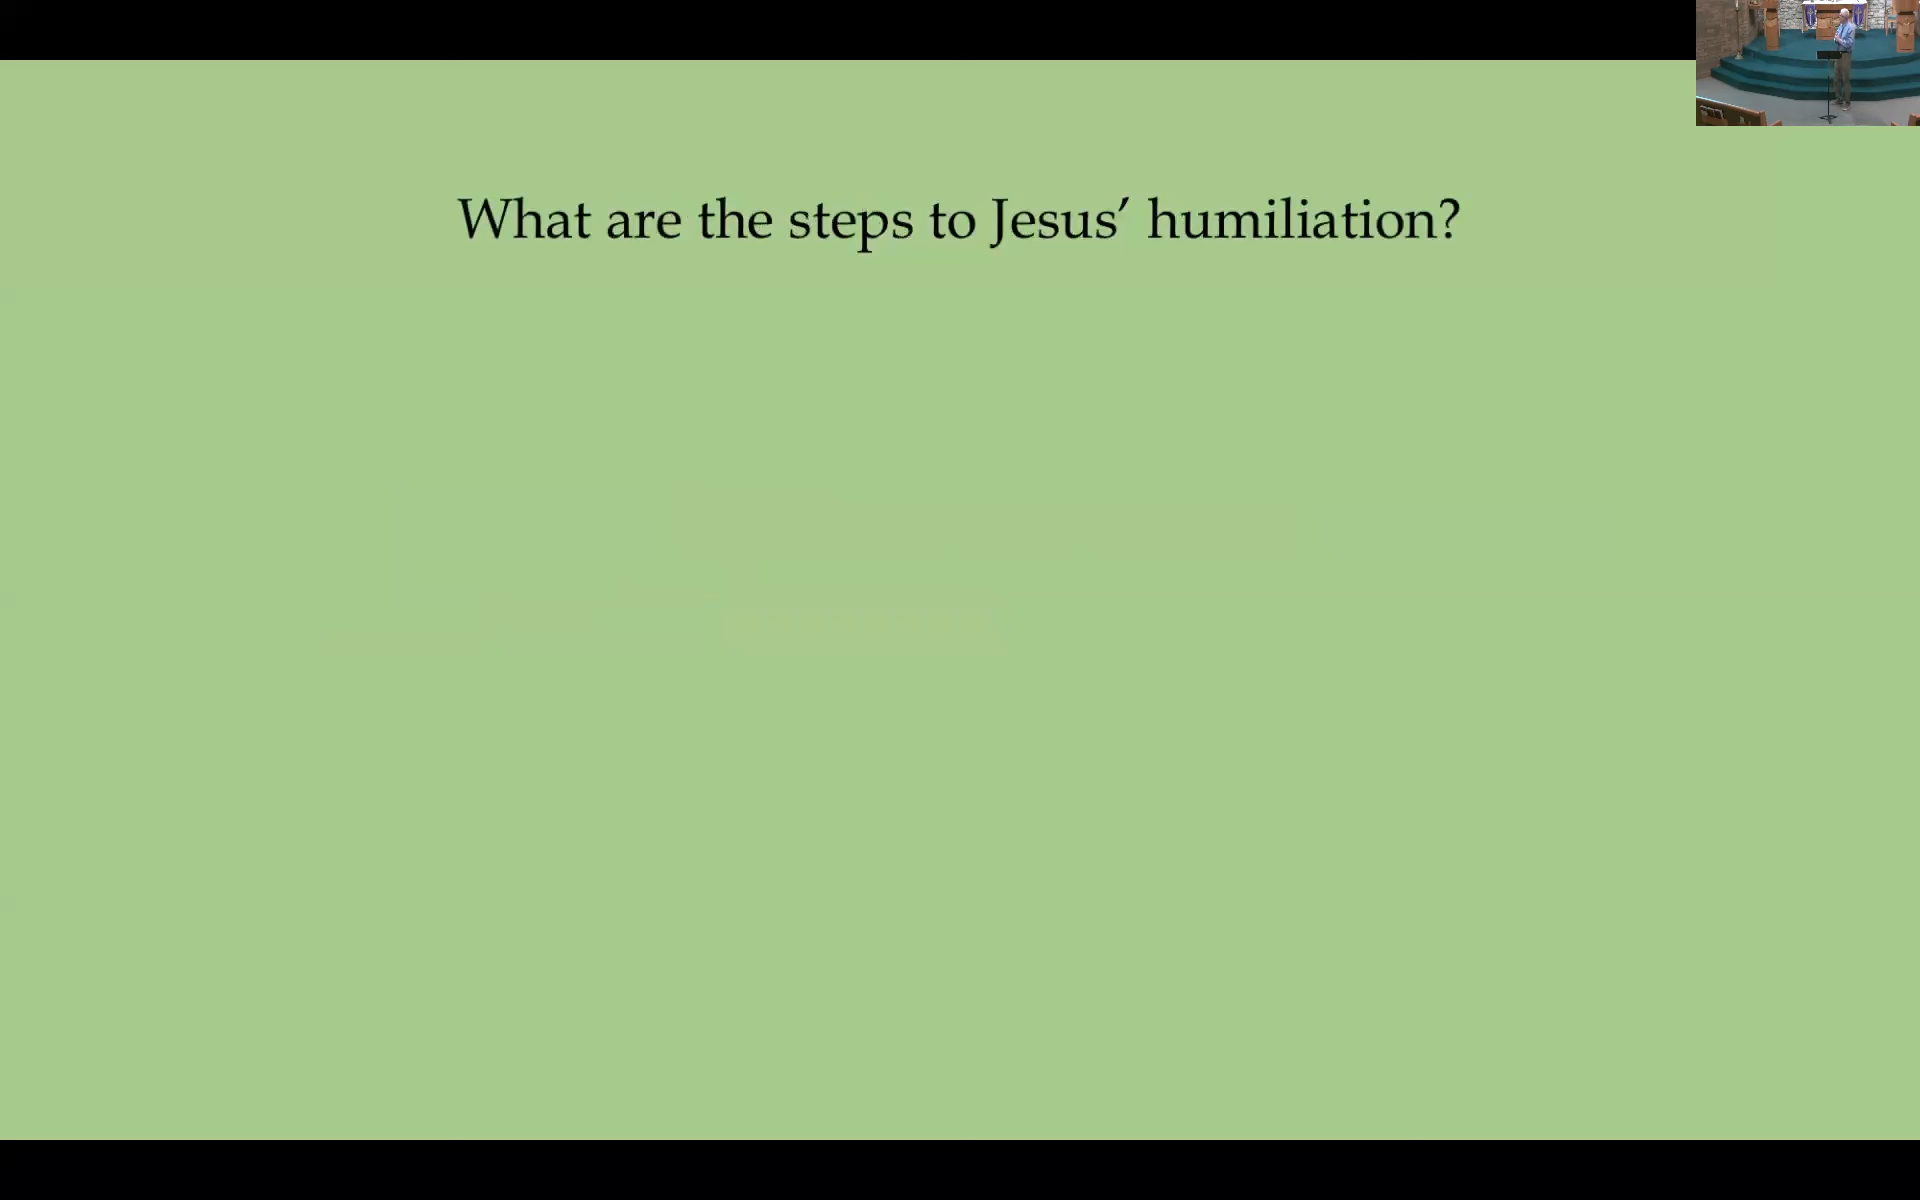 What are the steps to Jesus’ humiliation?